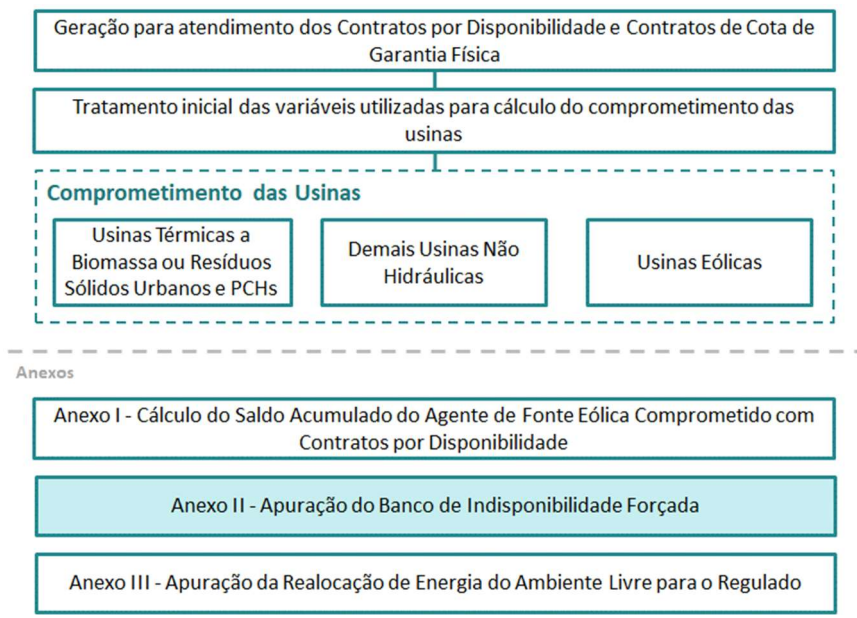 Geração para atendimento dos Contratos por Disponibilidade e Contratos de Cota de
Garantia Física
Tratamento inicial das variáveis utilizadas para cálculo do comprometimento das
usinas
Comprometimento das Usinas
Usinas Térmicas a
Biomassa ou Resíduos
Sólidos Urbanos e PCHs
Demais Usinas Não
Hidráulicas
Usinas Eólicas
Anexos
Anexo I - Cálculo do Saldo Acumulado do Agente de Fonte Eólica Comprometido com
Contratos por Disponibilidade
Anexo II - Apuração do Banco de Indisponibilidade Forçada
Anexo III - Apuração da Realocação de Energia do Ambiente Livre para o Regulado